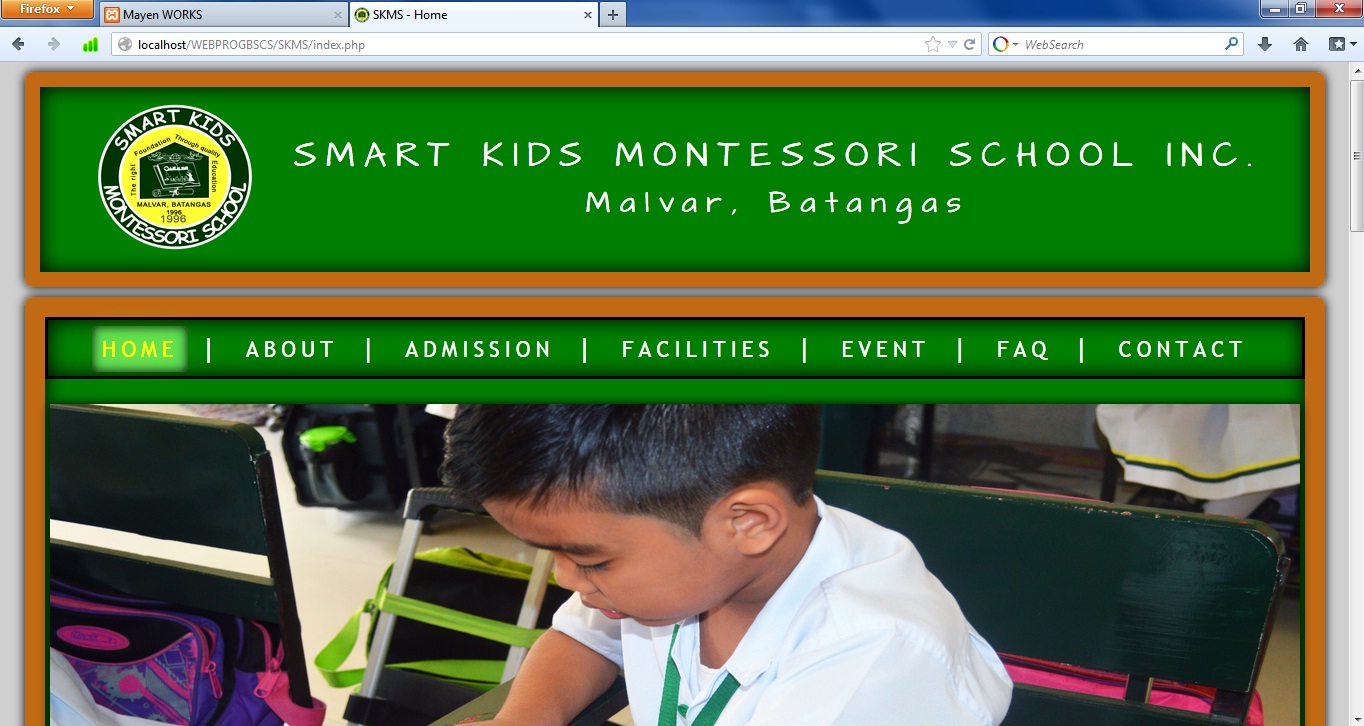 Firefox
Mayen WORKS
SKMS - Home
localhost/WEBPROGBSCS/SKMS/index.php
WebSearch
SMART KIDS
Foundation Through quality
The right
Education
MALVAR, BATANGAS
1996
1996
MONTESSORI SCHOOL
SMART KIDS MONTESSORI SCHOOL INC.
Malvar, Batangas
HOME | ABOUT | ADMISSION | FACILITIES | EVENT | FAQ | CONTACT